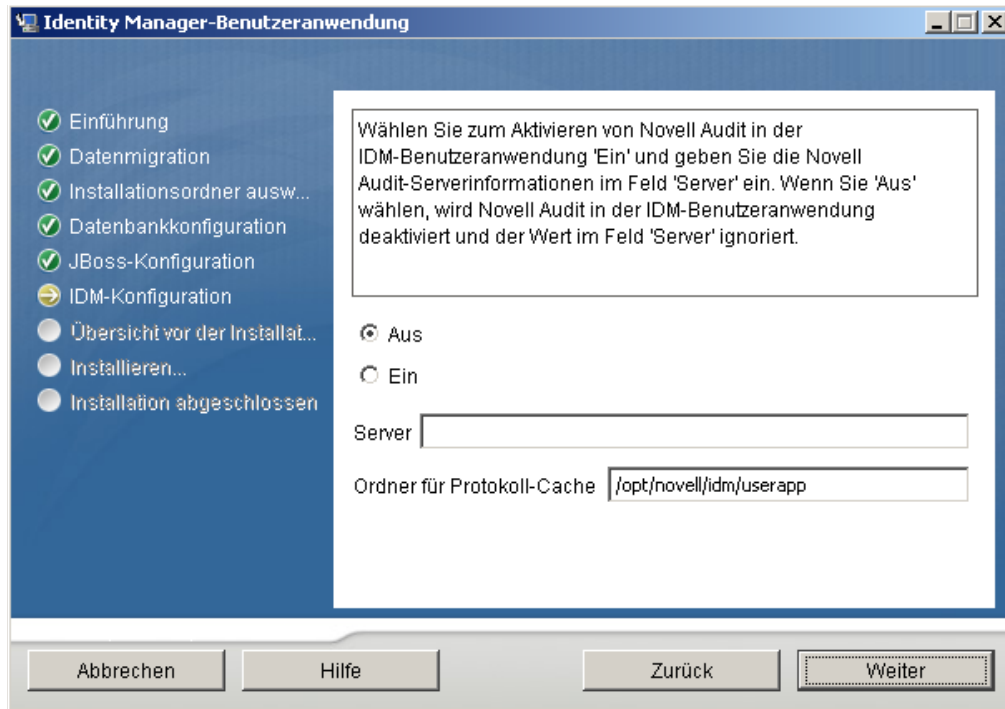 Identity Manager-Benutzeranwendung
Einführung
Datenmigration
Installationsordner ausw...
Datenbankkonfiguration
JBoss-Konfiguration
IDM-Konfiguration
Übersicht vor der Installat...
Installieren...
Installation abgeschlossen
Wählen Sie zum Aktivieren von Novell Audit in der
IDM-Benutzeranwendung 'Ein' und geben Sie die Novell
Audit-Serverinformationen im Feld 'Server' ein. Wenn Sie 'Aus'
wählen, wird Novell Audit in der IDM-Benutzeranwendung
deaktiviert und der Wert im Feld 'Server' ignoriert.
Aus
Ein
Server
Ordner für Protokoll-Cache /opt/novell/idm/userapp
Abbrechen Hilfe Zurück Weiter